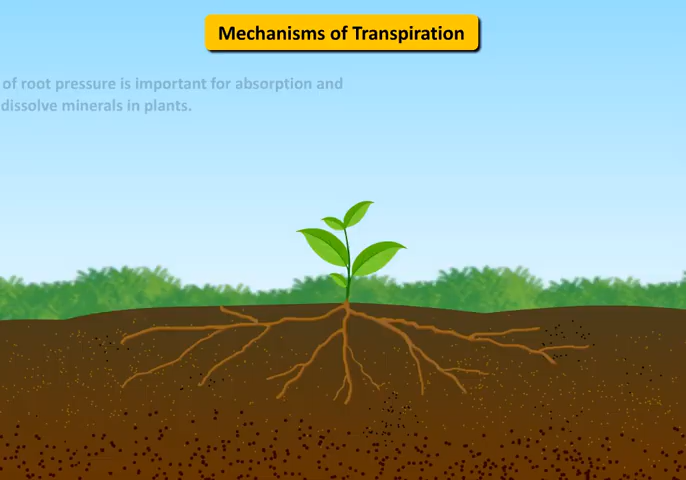 Mechanisms of Transpiration
of root pressure is important for absorption and
dissolve minerals in plants.